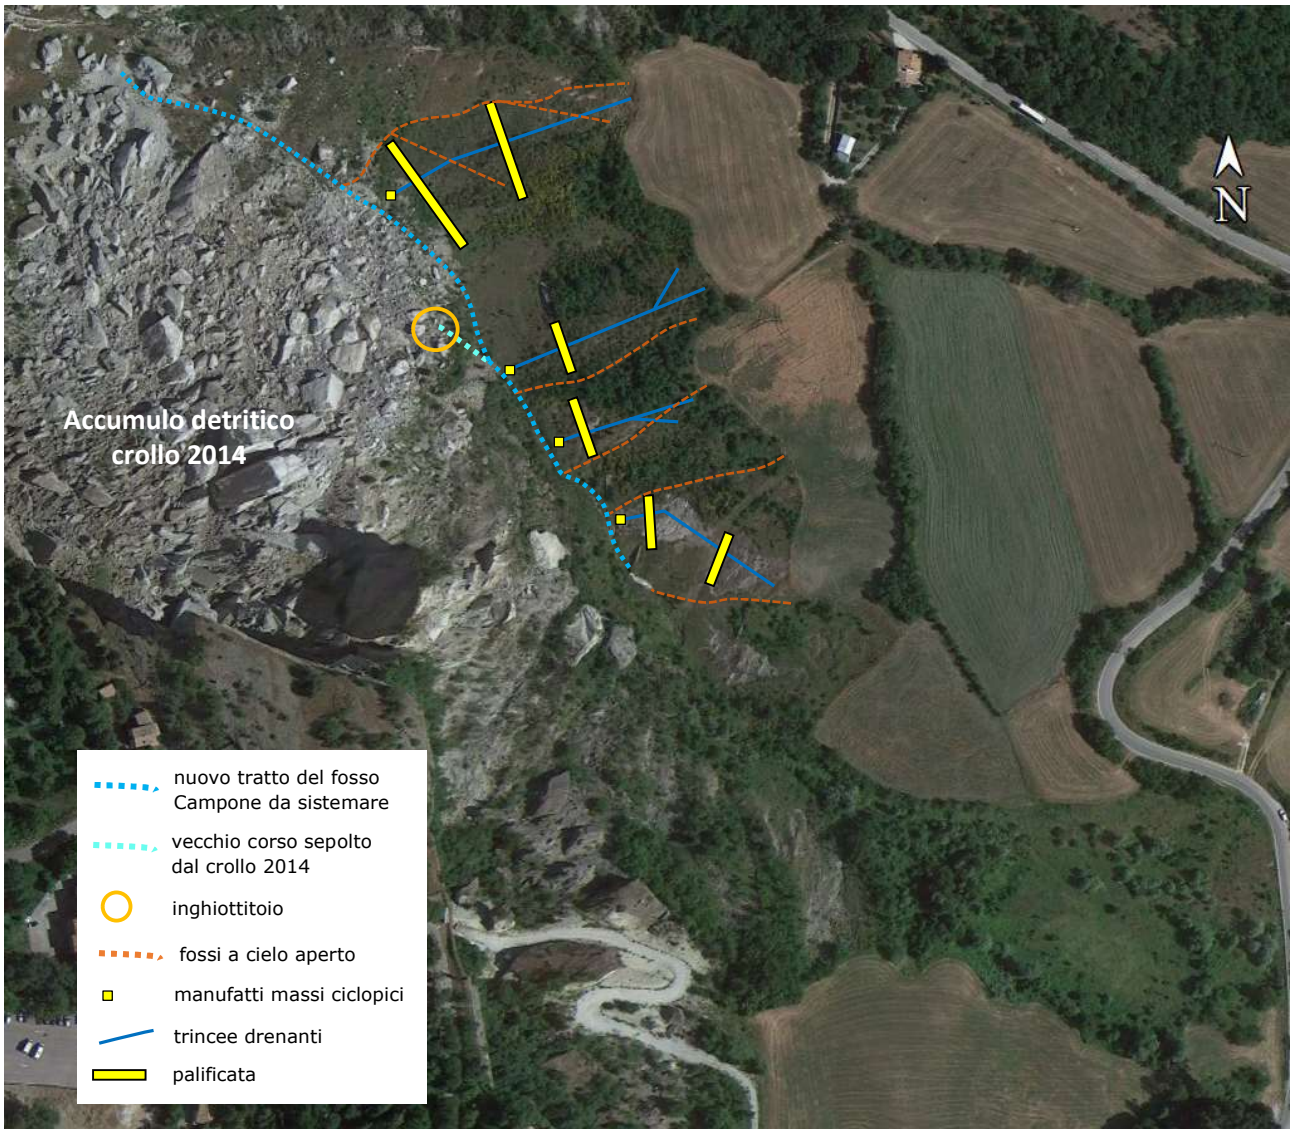 N
Accumulo detritico
crollo 2014
nuovo tratto del fosso
Campone da sistemare
vecchio corso sepolto
dal crollo 2014
inghiottitoio
fossi a cielo aperto
manufatti massi ciclopici
trincee drenanti
palificata